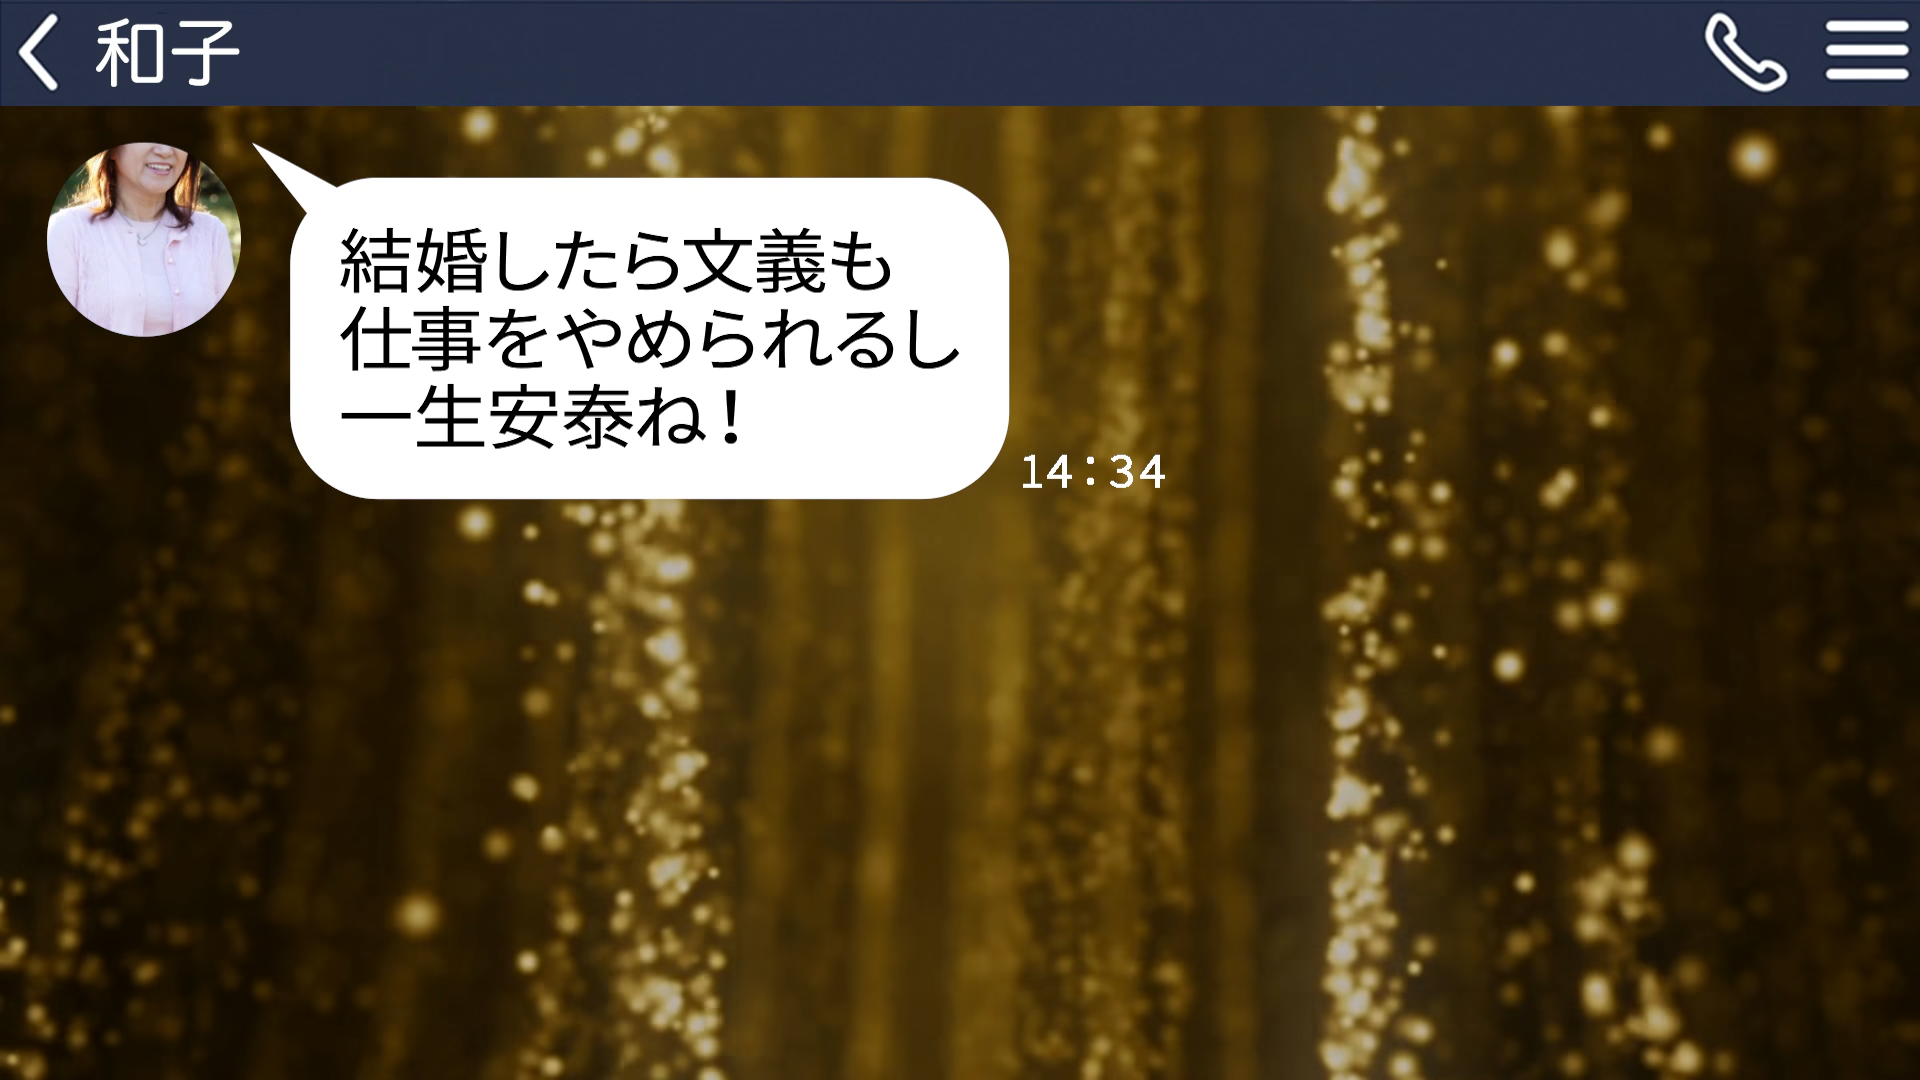 和子
結婚したら文義も
仕事をやめられるし
一生安泰ね！
14：34